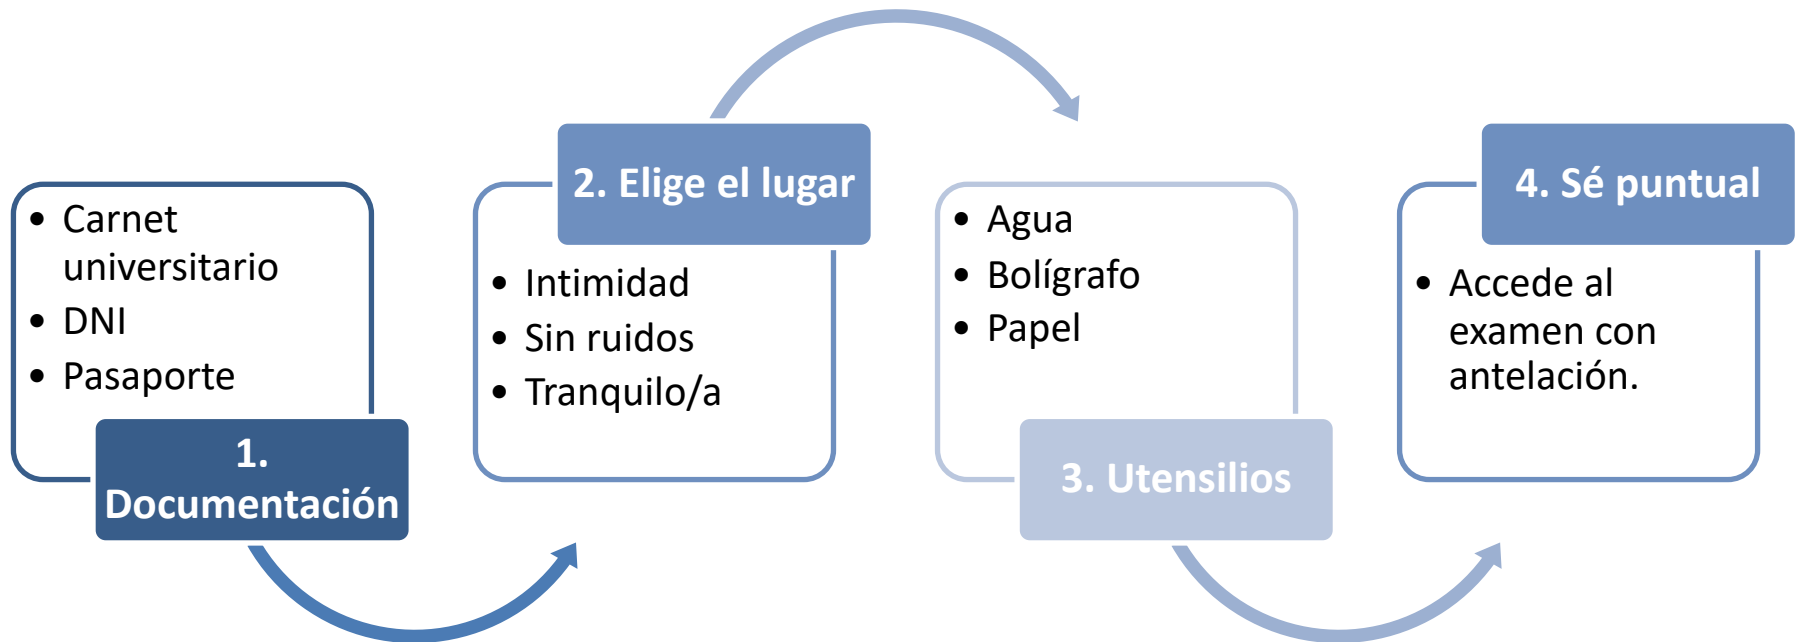 • Carnet
universitario
• DNI
• Pasaporte
1.
Documentación
2. Elige el lugar
• Intimidad
• Sin ruidos
• Tranquilo/a
• Agua
• Bolígrafo
• Papel
3. Utensilios
4. Sé puntual
• Accede al
examen con
antelación.